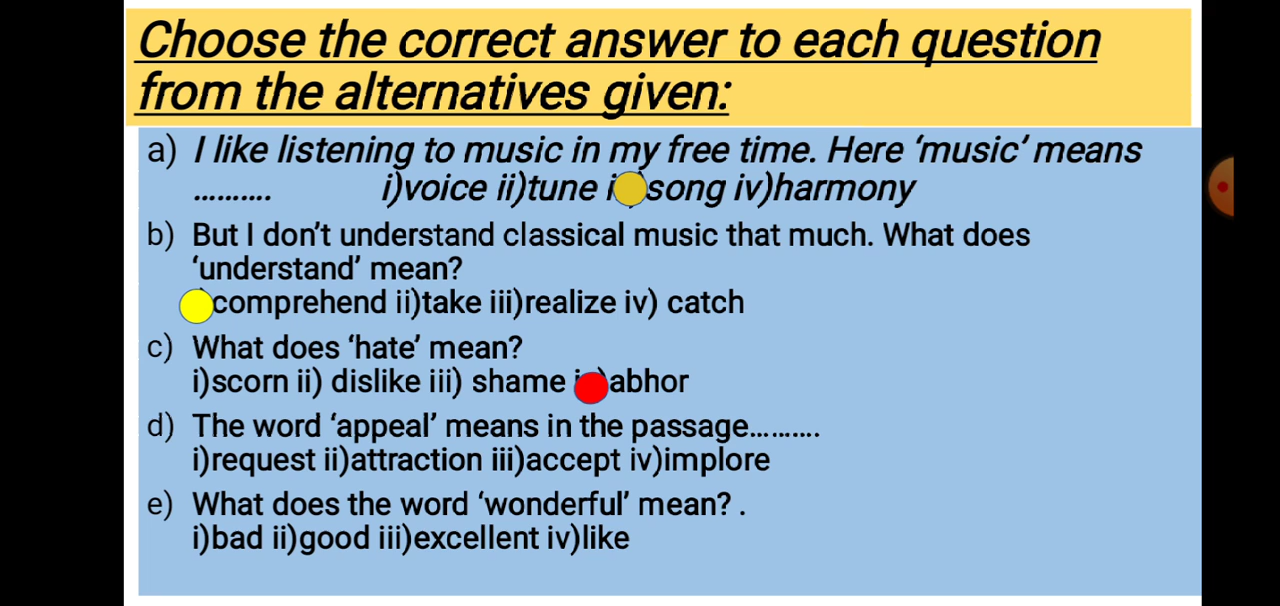 Choose the correct answer to each question
from the alternatives given:
a) I like listening to music in my free time. Here ‘music’ means
.......... i)voice ii)tune song iv)harmony
b) But I don’t understand classical music that much. What does
‘understand’ mean?
comprehend ii)take iii)realize iv) catch
c) What does ‘hate’ mean?
i)scorn ii) dislike iii) shame abhor
d) The word ‘appeal’ means in the passage..........
i)request ii)attraction iii)accept iv)implore
e) What does the word ‘wonderful’ mean? .
i)bad ii)good iii)excellent iv)like